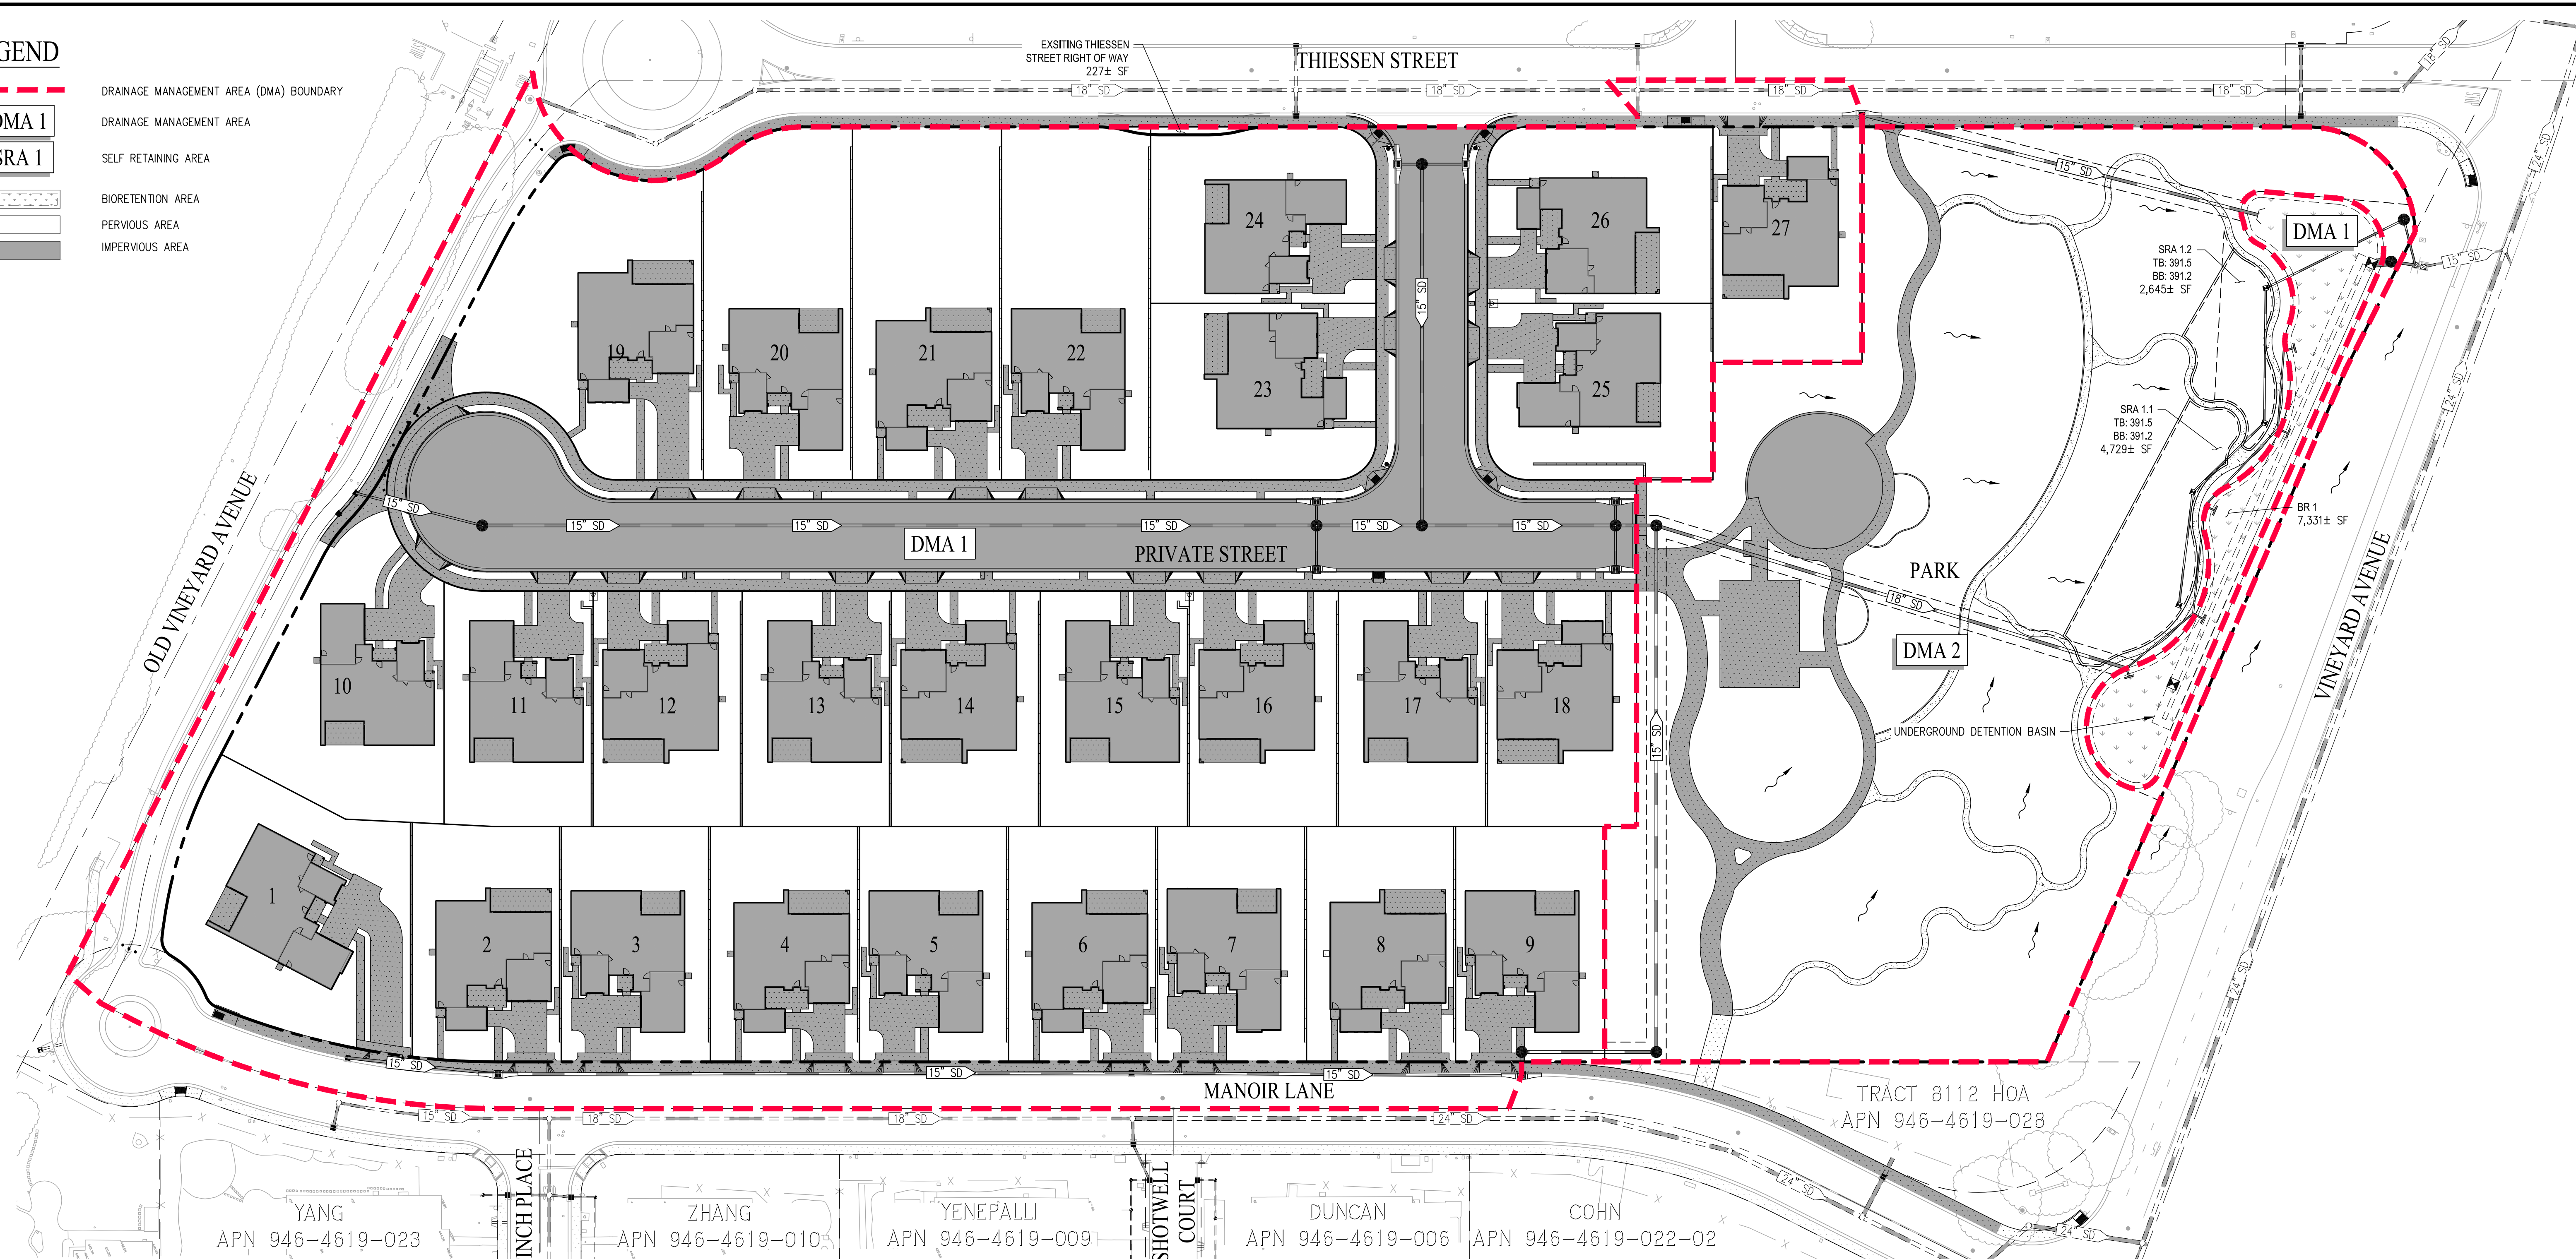 GEND
DRAINAGE MANAGEMENT AREA (DMA) BOUNDARY
DMA 1
DRAINAGE MANAGEMENT AREA
SRA 1
SELF RETAINING AREA
BIORETENTION AREA
PERVIOUS AREA
IMPERVIOUS AREA
EXSITING THIESSEN
STREET RIGHT OF WAY
227± SF
THIESSEN STREET
18" SD
18" SD
18" SD
18" SD
18" SD
24" SD
15" SD
DMA 1
15" SD
SRA 1.2
TB: 391.5
BB: 391.2
2,645± SF
24
26
27
15" SD
19
20
21
22
23
25
24" SD
SRA 1.1
TB: 391.5
BB: 391.2
4,729± SF
OLD VINEYARD AVENUE
15" SD
15" SD
15" SD
15" SD
15" SD
15" SD
DMA 1
PRIVATE STREET
BR 1
7,331± SF
PARK
18" SD
DMA 2
VINEYARD AVENUE
10
11
12
13
14
15
16
17
18
15" SD
UNDERGROUND DETENTION BASIN
1
2
3
4
5
6
7
8
9
24" SD
15" SD
15" SD
15" SD
MANOIR LANE
15" SD
18" SD
18" SD
24" SD
TRACT 8112 HOA
APN 946-4619-028
24" SD
24" SD
YANG
APN 946-4619-023
INCH PLACE
ZHANG
APN 946-4619-010
YENEPALLI
APN 946-4619-009
SHOTWELL
COURT
DUNCAN
APN 946-4619-006
COHN
APN 946-4619-022-02